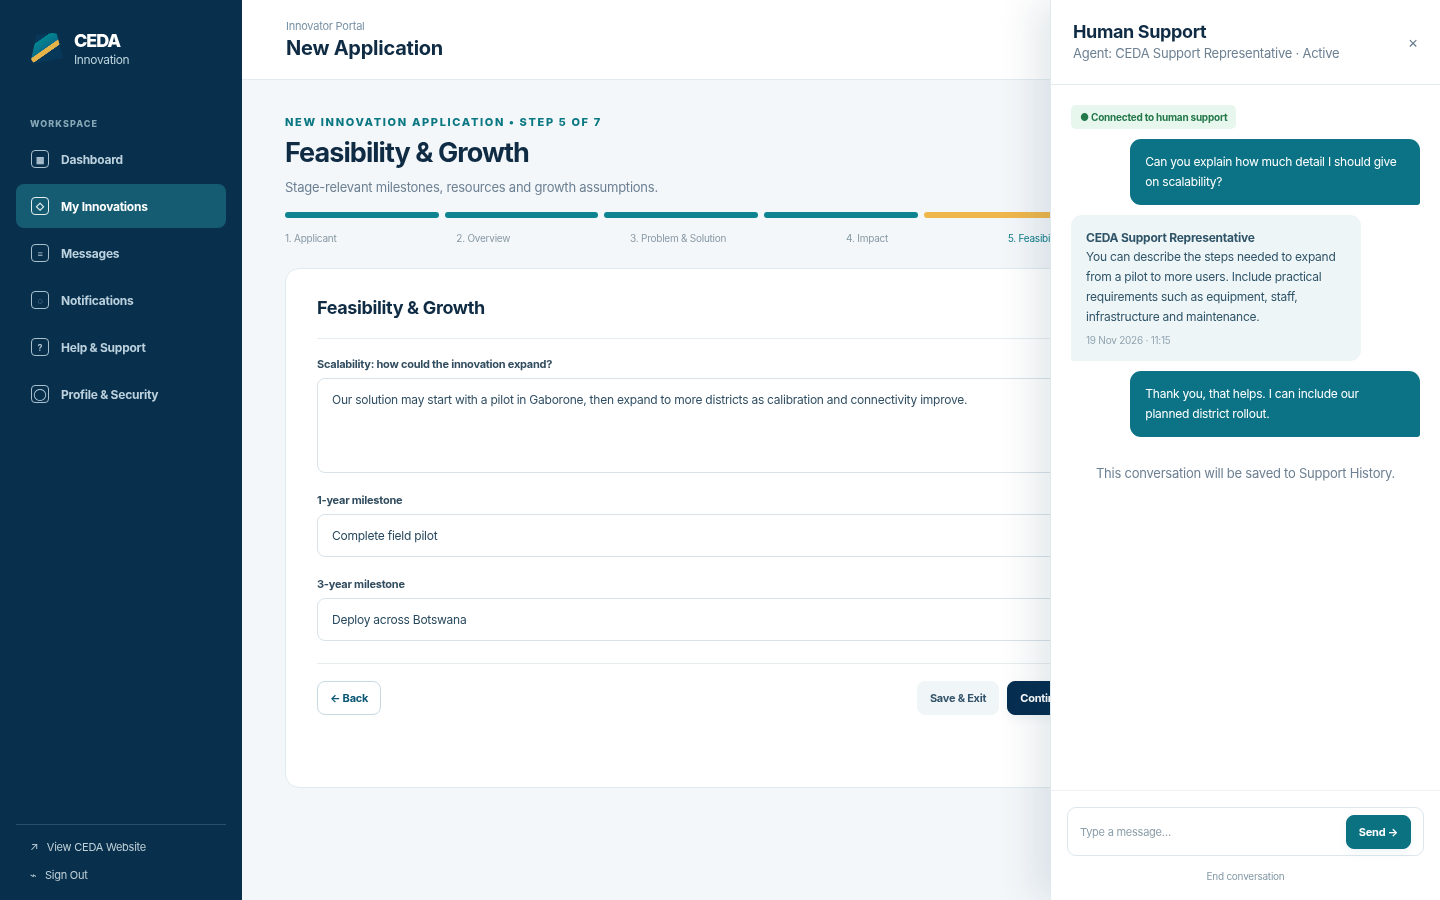 CEDA
Innovation
WORKSPACE
Dashboard
My Innovations
Messages
Notifications
? Help & Support
Profile & Security
↗ View CEDA Website
Sign Out
Innovator Portal
New Application
NEW INNOVATION APPLICATION • STEP 5 OF 7
Feasibility & Growth
Stage-relevant milestones, resources and growth assumptions.
1. Applicant
2. Overview
3. Problem & Solution
4. Impact
5. Feasibi
Feasibility & Growth
Scalability: how could the innovation expand?
Our solution may start with a pilot in Gaborone, then expand to more districts as calibration and connectivity improve.
1-year milestone
Complete field pilot
3-year milestone
Deploy across Botswana
← Back
Save & Exit
Contin
Human Support
Agent: CEDA Support Representative · Active
×
● Connected to human support
Can you explain how much detail I should give
on scalability?
CEDA Support Representative
You can describe the steps needed to expand
from a pilot to more users. Include practical
requirements such as equipment, staff,
infrastructure and maintenance.
19 Nov 2026 · 11:15
Thank you, that helps. I can include our
planned district rollout.
This conversation will be saved to Support History.
Type a message...
Send →
End conversation